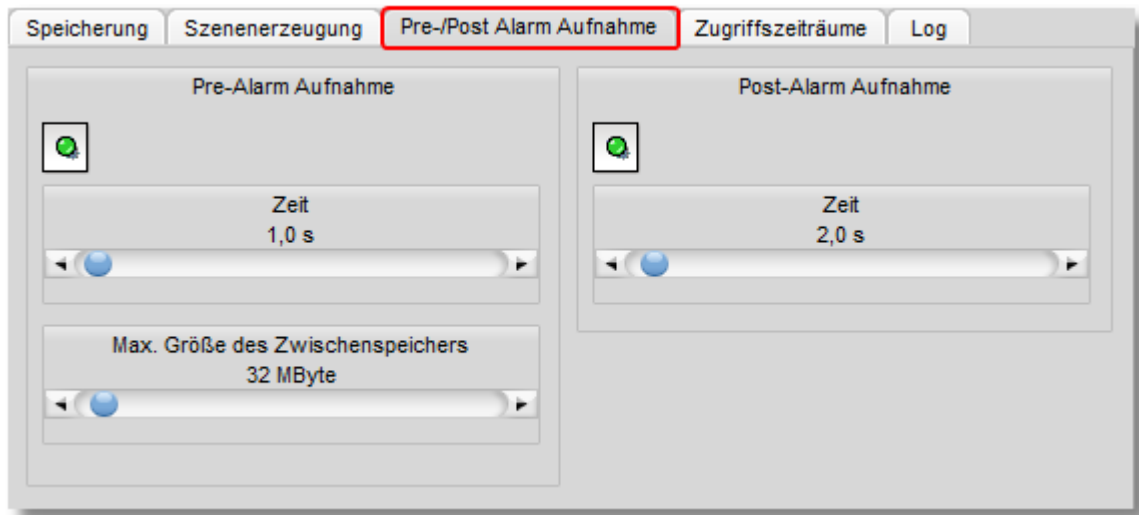 Speicherung Szenenerzeugung Pre-/Post Alarm Aufnahme Zugriffszeiträume Log
Pre-Alarm Aufnahme
Zeit
1,0 s
Max. Größe des Zwischenspeichers
32 MByte
Post-Alarm Aufnahme
Zeit
2,0 s